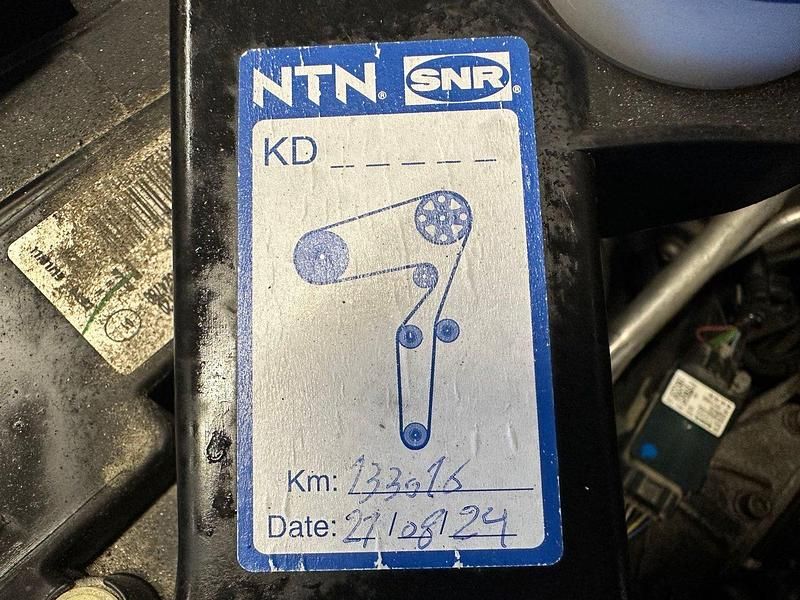 NTN® SNR®
KD _ _ _ _ _
Km: 133016
Date: 27/08/24